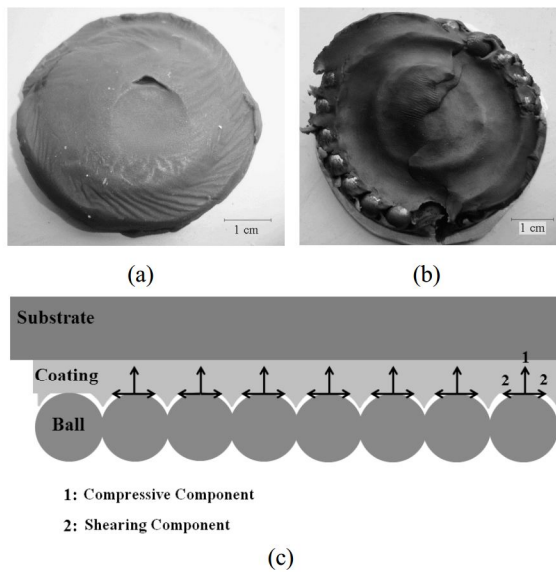 1 cm
1 cm
(a)
(b)
Substrate
Coating
1
2
2
Ball
1: Compressive Component
2: Shearing Component
(c)